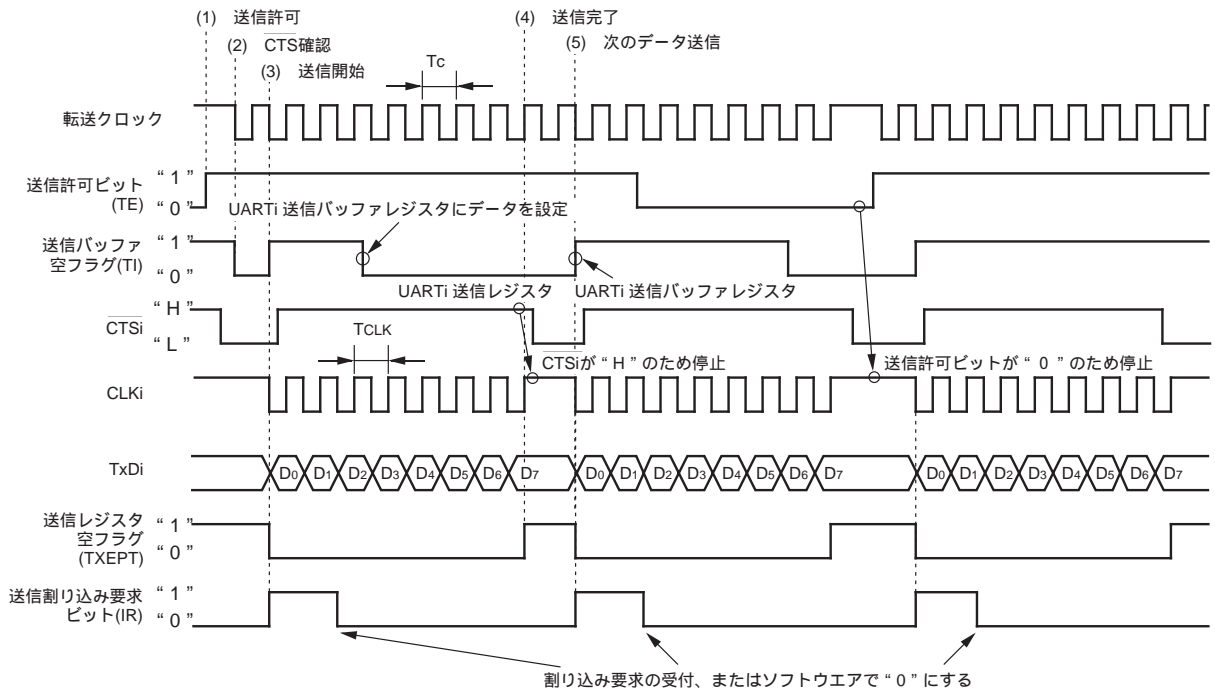 (1) 送信許可
(4) 送信完了
(2) CTS確認
(5) 次のデータ送信
(3) 送信開始
Tc
転送クロック
送信許可ビット
(TE)
“ 1 ”
“ 0 ”
UARTi 送信バッファレジスタにデータを設定
送信バッファ
空フラグ(TI)
“ 1 ”
“ 0 ”
UARTi 送信レジスタ
UARTi 送信バッファレジスタ
CTSi
“ H ”
“ L ”
TCLK
CTSiが “ H ” のため停止
送信許可ビットが “ 0 ” のため停止
CLKi
TxDi
D0 D1 D2 D3 D4 D5 D6 D7 D0 D1 D2 D3 D4 D5 D6 D7 D0 D1 D2 D3 D4 D5 D6 D7
送信レジスタ
空フラグ
(TXEPT)
“ 1 ”
“ 0 ”
送信割り込み要求
ビット(IR)
“ 1 ”
“ 0 ”
割り込み要求の受付、またはソフトウエアで “ 0 ” にする